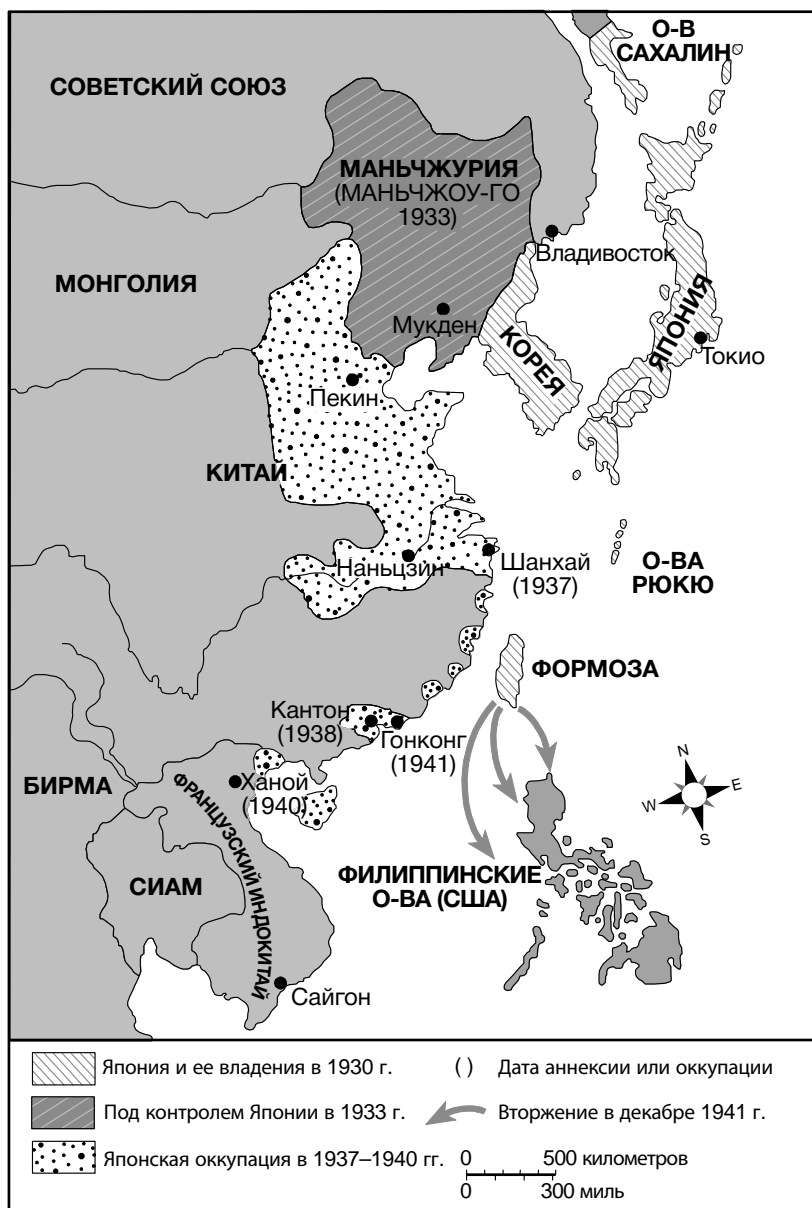 О-В
САХАЛИН
СОВЕТСКИЙ СОЮЗ
МАНЬЧЖУРИЯ
(МАНЬЧЖОУ-ГО
1933)
Владивосток
МОНГОЛИЯ
Мукден
КОРЕЯ
ЯПОНИЯ
Токио
Пекин
КИТАЙ
Наньцзин
Шанхай
(1937)
О-ВА
РЮКЮ
ФОРМОЗА
Кантон
(1938)
Гонконг
(1941)
БИРМА
Ханой
(1940)
ФРАНЦУЗСКИЙ ИНДОКИТАЙ
N
W
E
S
СИАМ
ФИЛИППИНСКИЕ
О-ВА (США)
Сайгон
Япония и ее владения в 1930 г.
( ) Дата аннексии или оккупации
Под контролем Японии в 1933 г.
Вторжение в декабре 1941 г.
Японская оккупация в 1937–1940 гг.
0 500 километров
0 300 миль